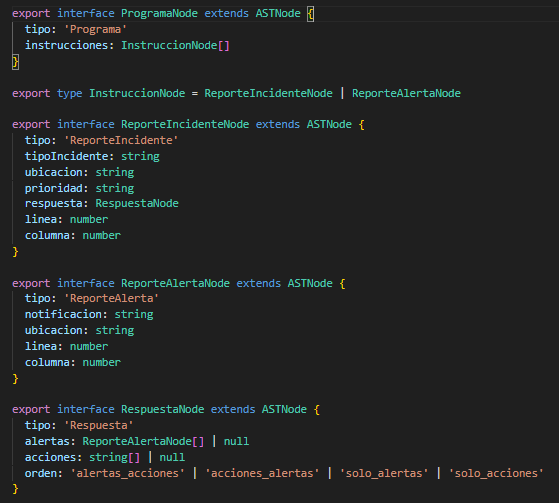 export interface ProgramaNode extends ASTNode {
  tipo: 'Programa'
  instrucciones: InstruccionNode[]
}
export type InstruccionNode = ReporteIncidenteNode | ReporteAlertaNode
export interface ReporteIncidenteNode extends ASTNode {
  tipo: 'ReporteIncidente'
  tipoIncidente: string
  ubicacion: string
  prioridad: string
  respuesta: RespuestaNode
  linea: number
  columna: number
}
export interface ReporteAlertaNode extends ASTNode {
  tipo: 'ReporteAlerta'
  notificacion: string
  ubicacion: string
  linea: number
  columna: number
}
export interface RespuestaNode extends ASTNode {
  tipo: 'Respuesta'
  alertas: ReporteAlertaNode[] | null
  acciones: string[] | null
  orden: 'alertas_acciones' | 'acciones_alertas' | 'solo_alertas' | 'solo_acciones'
}